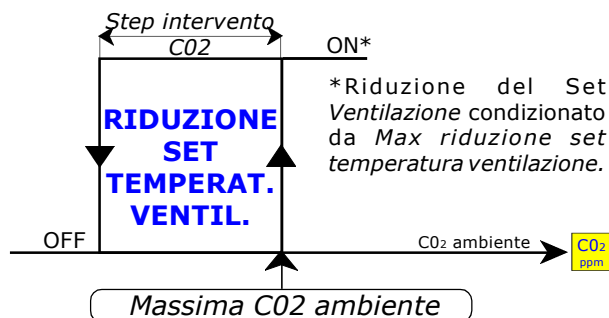 Step intervento
C02
ON*
*Riduzione del Set
Ventilazione condizionato
da Max riduzione set
temperatura ventilazione.
RIDUZIONE
SET
TEMPERAT.
VENTIL.
OFF
C0₂ ambiente
C0₂
ppm
Massima C02 ambiente